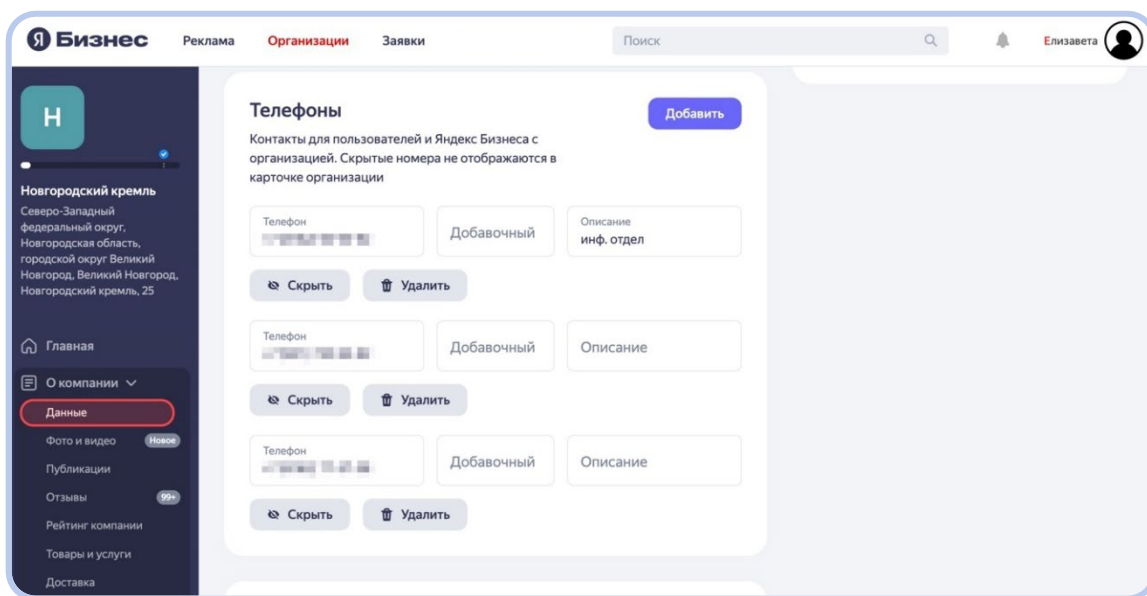 Я Бизнес
Реклама
Организации
Заявки
Поиск
Елизавета
Н
Новгородский кремль
Северо-Западный
федеральный округ,
Новгородская область,
городской округ Великий
Новгород, Великий Новгород,
Новгородский кремль, 25
Главная
О компании
Данные
Фото и видео
Новое
Публикации
Отзывы
99+
Рейтинг компании
Товары и услуги
Доставка
Телефоны
Добавить
Контакты для пользователей и Яндекс Бизнеса с
организацией. Скрытые номера не отображаются в
карточке организации
Телефон
Добавочный
Описание
инф. отдел
Скрыть
Удалить
Телефон
Добавочный
Описание
Скрыть
Удалить
Телефон
Добавочный
Описание
Скрыть
Удалить